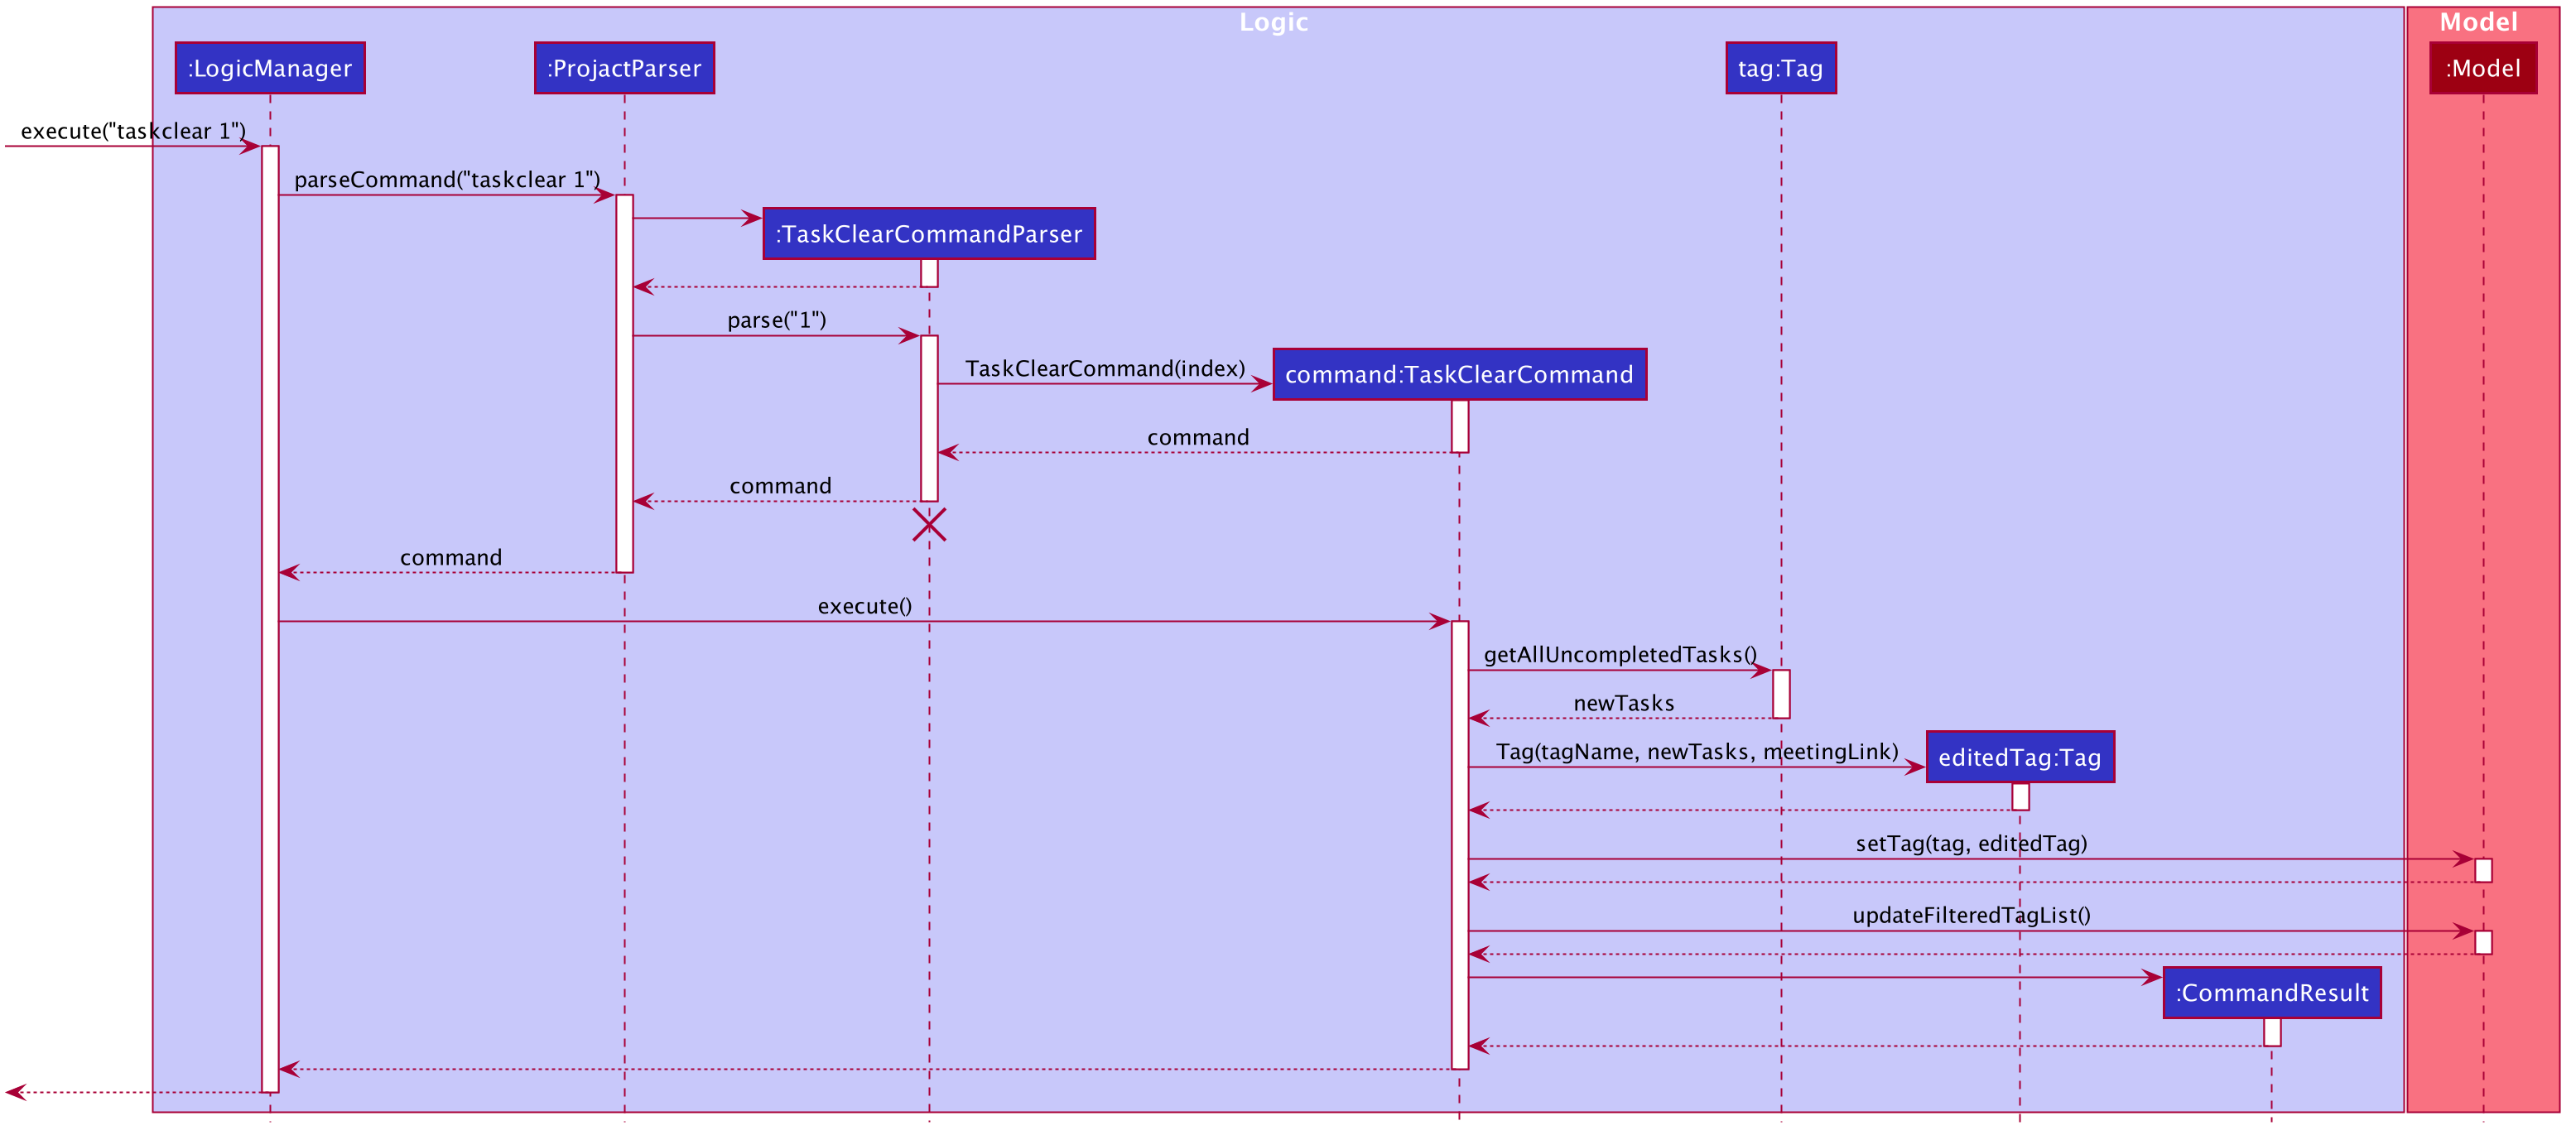 Logic
Model
:LogicManager
:ProjactParser
tag:Tag
:Model
execute("taskclear 1")
parseCommand("taskclear 1")
:TaskClearCommandParser
parse("1")
TaskClearCommand(index)
command:TaskClearCommand
command
command
command
execute()
getAllUncompletedTasks()
newTasks
Tag(tagName, newTasks, meetingLink)
editedTag:Tag
setTag(tag, editedTag)
updateFilteredTagList()
:CommandResult